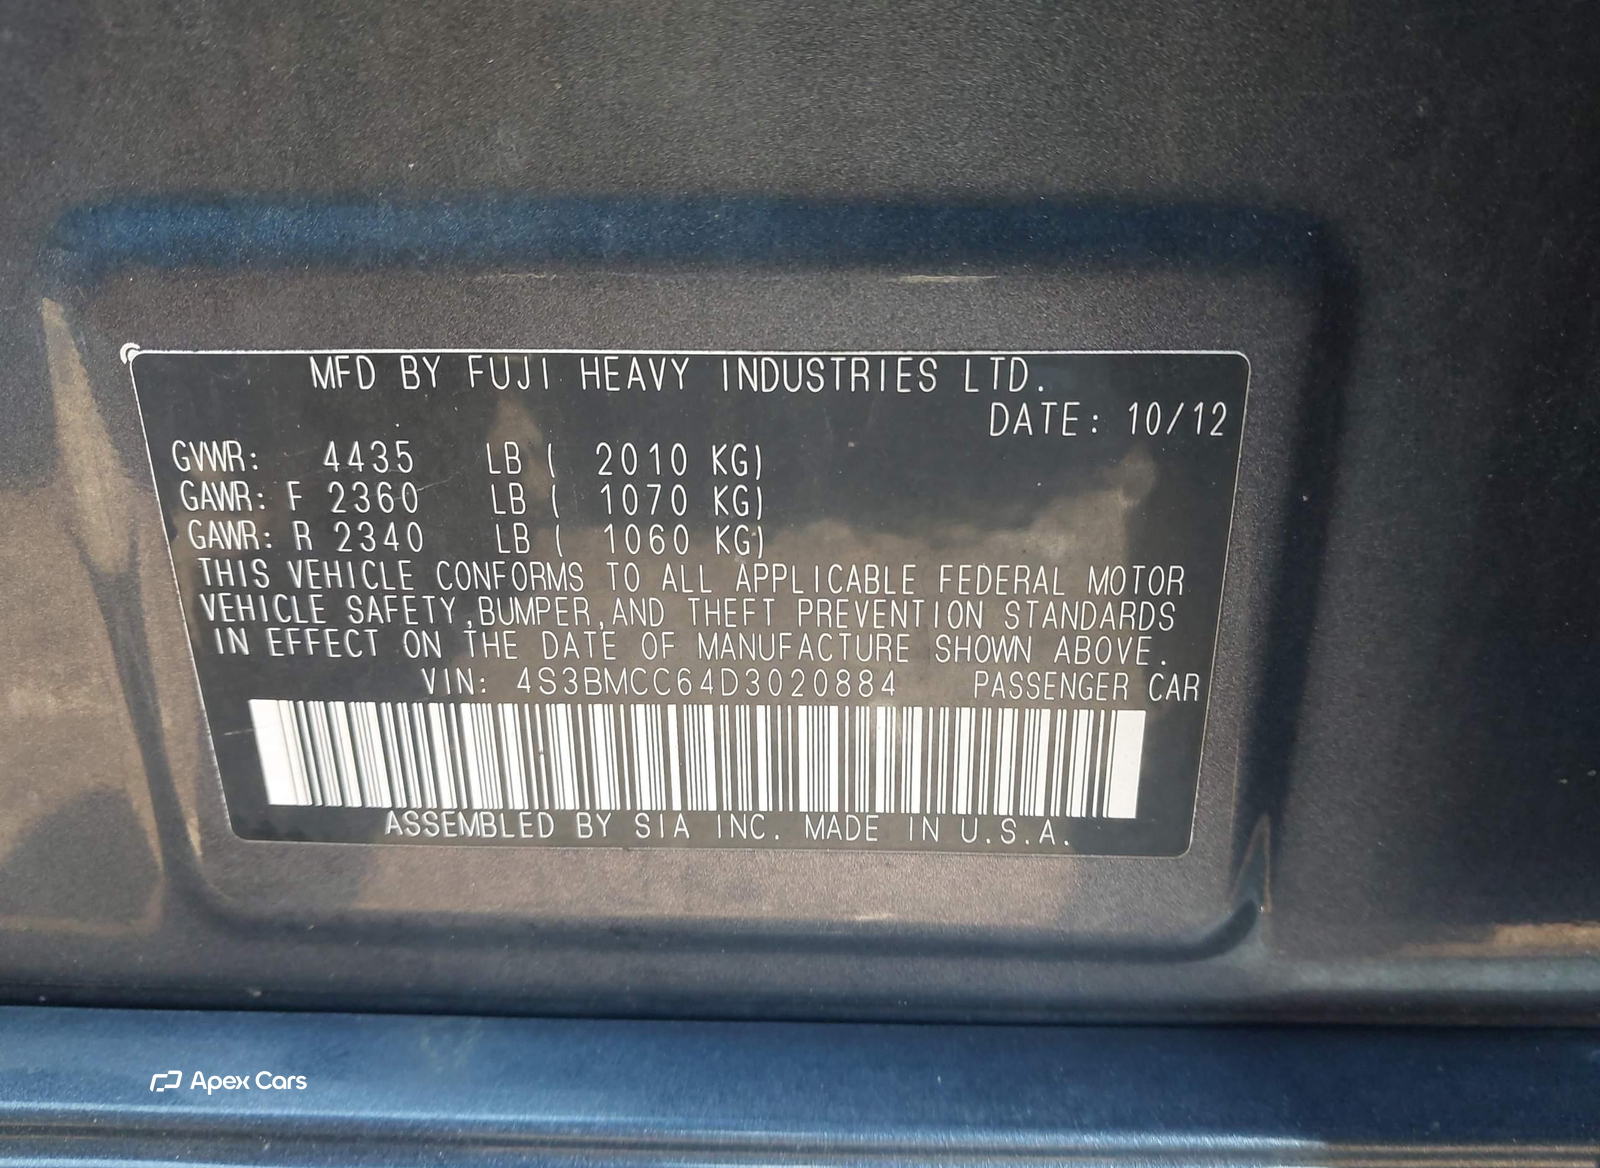 MFD BY FUJI HEAVY INDUSTRIES LTD.
DATE: 10/12
GVWR: 4435 LB ( 2010 KG)
GAWR: F 2360 LB ( 1070 KG)
GAWR: R 2340 LB ( 1060 KG)
THIS VEHICLE CONFORMS TO ALL APPLICABLE FEDERAL MOTOR
VEHICLE SAFETY,BUMPER,AND THEFT PREVENTION STANDARDS
IN EFFECT ON THE DATE OF MANUFACTURE SHOWN ABOVE.
VIN: 4S3BMCC64D3020884 PASSENGER CAR
ASSEMBLED BY SIA INC. MADE IN U.S.A.
Apex Cars